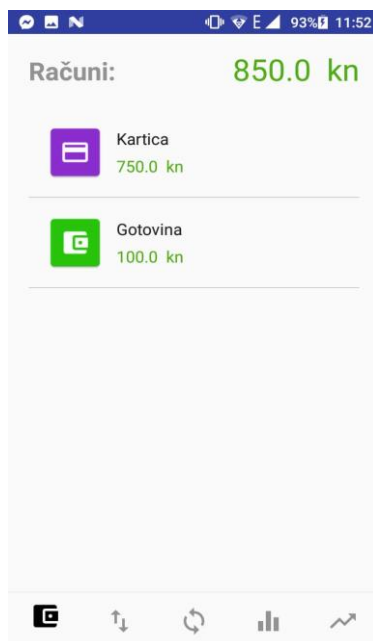 E 93% 11:52
Računi: 850.0 kn
Kartica
750.0 kn
Gotovina
100.0 kn